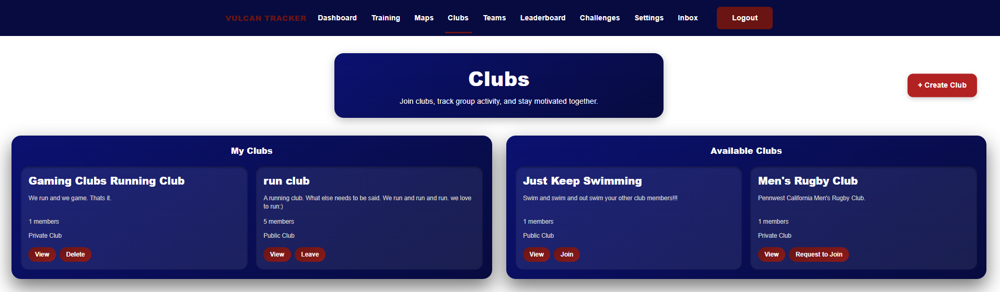 VULCAN TRACKER Dashboard Training Maps Clubs Teams Leaderboard Challenges Settings Inbox Logout
Clubs
Join clubs, track group activity, and stay motivated together.
+ Create Club
My Clubs
Gaming Clubs Running Club
We run and we game. Thats it.
1 members
Private Club
View Delete
run club
A running club. What else needs to be said. We run and run and run. we love
to run:)
5 members
Public Club
View Leave
Available Clubs
Just Keep Swimming
Swim and swim and out swim your other club members!!!
1 members
Public Club
View Join
Men's Rugby Club
Pennwest California Men's Rugby Club.
1 members
Private Club
View Request to Join